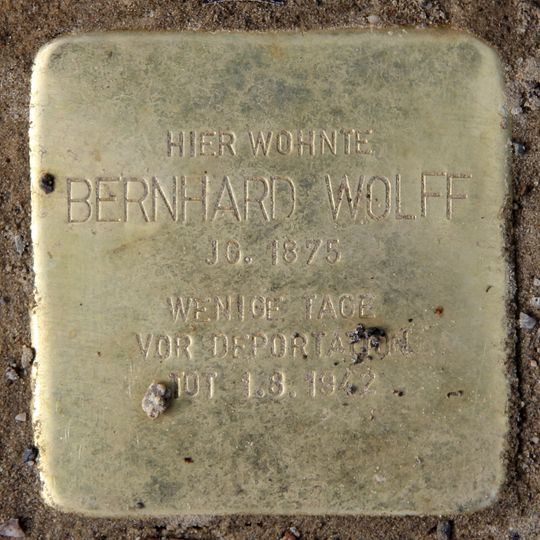 HIER WOHNTE
BERNHARD WOLFF
JG. 1875
WENIGE TAGE
VOR DEPORTATION
TOT 1.8.1942